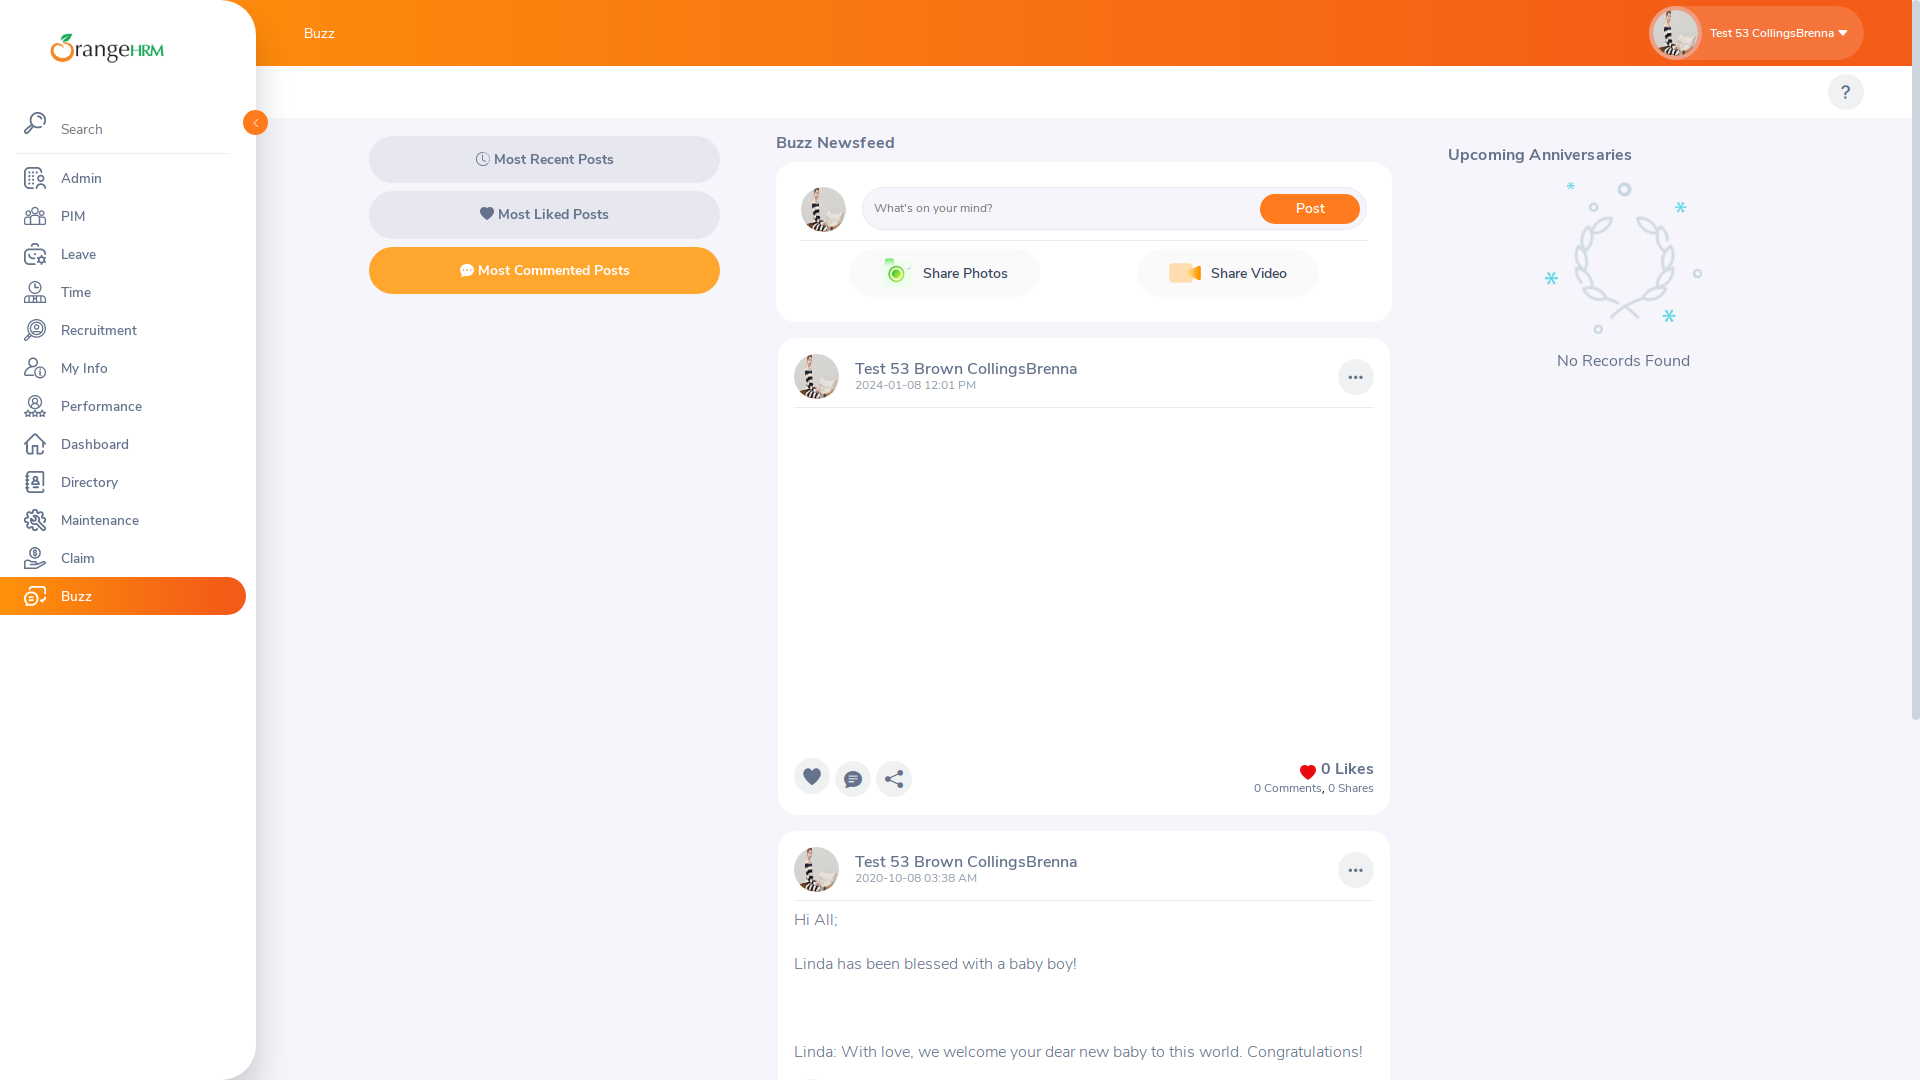 OrangeHRM
Search
Admin
PIM
Leave
Time
Recruitment
My Info
Performance
Dashboard
Directory
Maintenance
Claim
Buzz
Buzz
Test 53 CollingsBrenna
?
Most Recent Posts
Most Liked Posts
Most Commented Posts
Buzz Newsfeed
What's on your mind?
Post
Share Photos
Share Video
Test 53 Brown CollingsBrenna
2024-01-08 12:01 PM
0 Likes
0 Comments, 0 Shares
Test 53 Brown CollingsBrenna
2020-10-08 03:38 AM
Hi All;
Linda has been blessed with a baby boy!
Linda: With love, we welcome your dear new baby to this world. Congratulations!
Upcoming Anniversaries
No Records Found